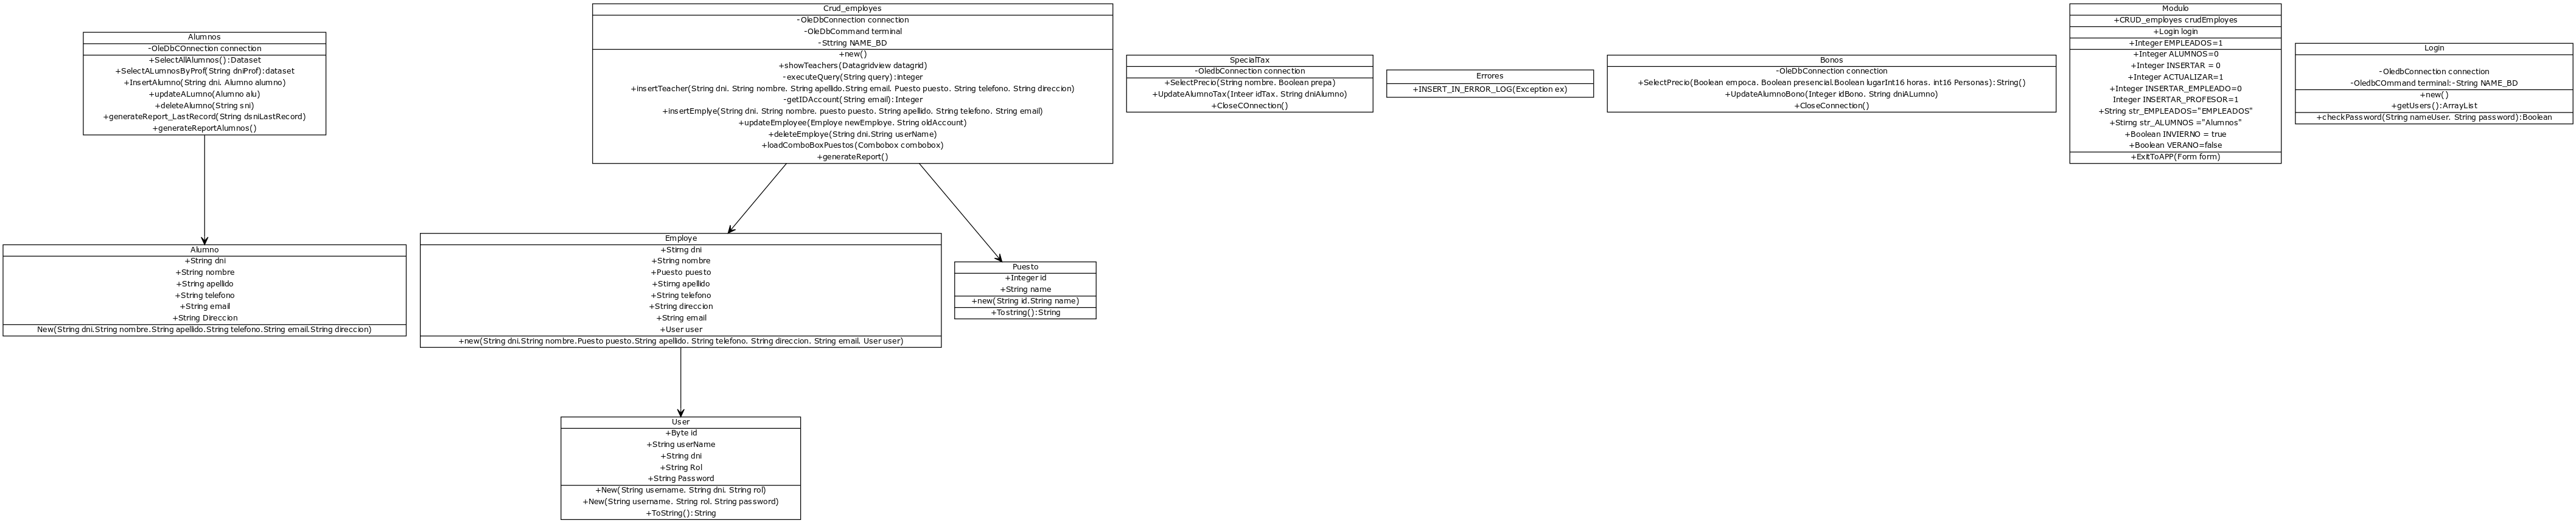 Alumnos
-OleDbCOnnection connection
+SelectAllAlumnos():Dataset
+SelectALumnosByProf(String dniProf):dataset
+InsertAlumno(String dni. Alumno alumno)
+updateALumno(Alumno alu)
+deleteAlumno(String sni)
+generateReport_LastRecord(String dsniLastRecord)
+generateReportAlumnos()
Alumno
+String dni
+String nombre
+String apellido
+String telefono
+String email
+String Direccion
New(String dni.String nombre.String apellido.String telefono.String email.String direccion)
Crud_employes
-OleDbConnection connection
-OleDbCommand terminal
-Sttring NAME_BD
+new()
+showTeachers(Datagridview datagrid)
-executeQuery(String query):integer
+insertTeacher(String dni. String nombre. String apellido.String email. Puesto puesto. String telefono. String direccion)
-getIDAccount(String email):Integer
+insertEmplye(String dni. String nombre. puesto puesto. String apellido. String telefono. String email)
+updateEmployee(Employe newEmploye. String oldAccount)
+deleteEmploye(String dni.String userName)
+loadComboBoxPuestos(Combobox combobox)
+generateReport()
Employe
+Stimg dni
+String nombre
+Puesto puesto
+Stimg apellido
+String telefono
+String direccion
+String email
+User user
+new(String dni.String nombre.Puesto puesto.String apellido. String telefono. String direccion. String email. User user)
Puesto
+Integer id
+String name
+new(String id.String name)
+Tostring():String
User
+Byte id
+String userName
+String dni
+String Rol
+String Password
+New(String username. String dni. String rol)
+New(String username. String rol. String password)
+ToString():String
SpecialTax
-OledbConnection connection
+SelectPrecio(String nombre. Boolean prepa)
+UpdateAlumnoTax(Inteer idTax. String dniAlumno)
+CloseCOnnection()
Errores
+INSERT_IN_ERROR_LOG(Exception ex)
Bonos
-OleDbConnection connection
+SelectPrecio(Boolean empoca. Boolean presencial.Boolean lugarInt16 horas. int16 Personas):String()
+UpdateAlumnoBono(Integer idBono. String dniALumno)
+CloseConnection()
Modulo
+CRUD_employes crudEmployes
+Login login
+Integer EMPLEADOS=1
+Integer ALUMNOS=0
+Integer INSERTAR = 0
+Integer ACTUALIZAR=1
+Integer INSERTAR_EMPLEADO=0
Integer INSERTAR_PROFESOR=1
+String str_EMPLEADOS="EMPLEADOS"
+Stimg str_ALUMNOS ="Alumnos"
+Boolean INVIERNO = true
+Boolean VERANO=false
+ExitToAPP(Form form)
Login
-OledbConnection connection
-OledbCOmmand terminal:-String NAME_BD
+new()
+getUsers():ArrayList
+checkPassword(String nameUser. String password):Boolean